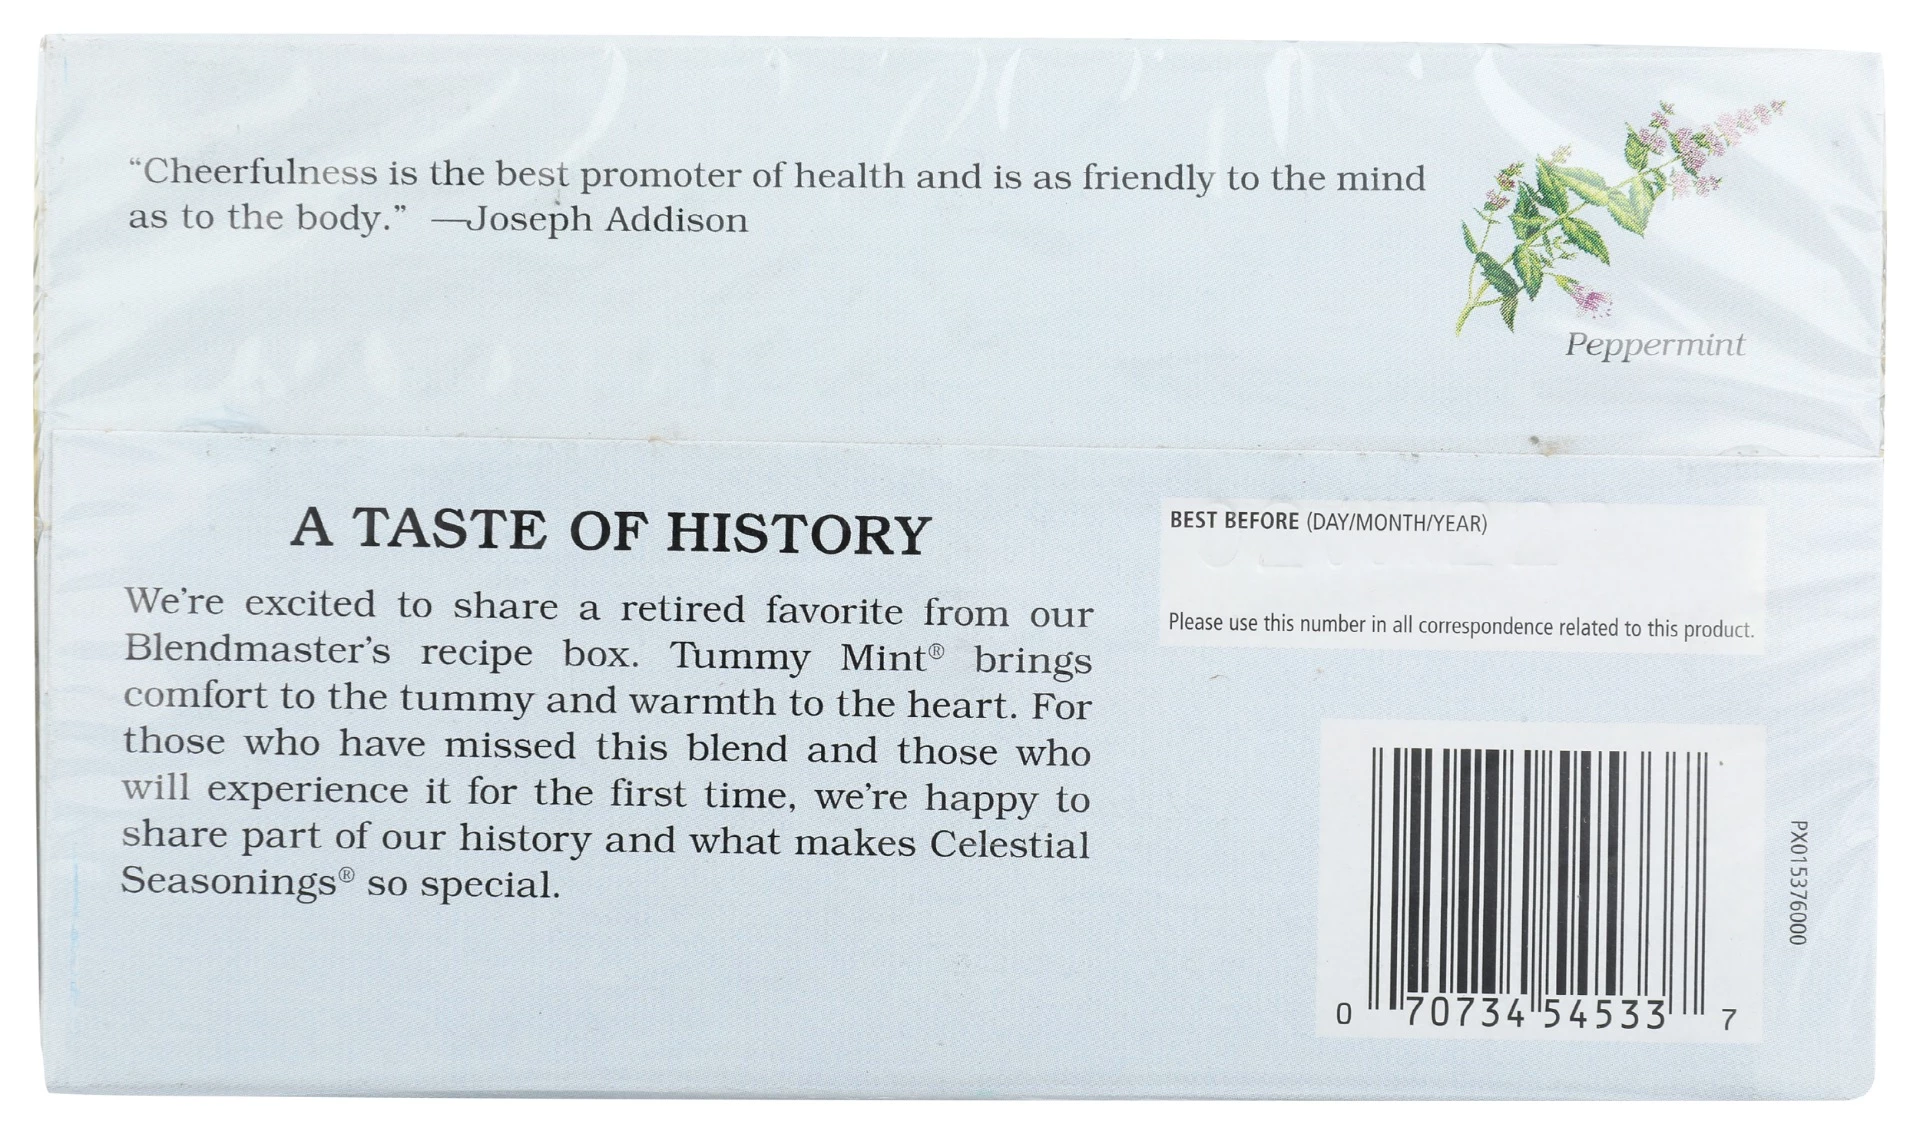 “Cheerfulness is the best promoter of health and is as friendly to the mind
as to the body.” —Joseph Addison
Peppermint
A TASTE OF HISTORY
We’re excited to share a retired favorite from our
Blendmaster’s recipe box. Tummy Mint® brings
comfort to the tummy and warmth to the heart. For
those who have missed this blend and those who
will experience it for the first time, we’re happy to
share part of our history and what makes Celestial
Seasonings® so special.
BEST BEFORE (DAY/MONTH/YEAR)
Please use this number in all correspondence related to this product.
0 70734 54533 7
PX015376000